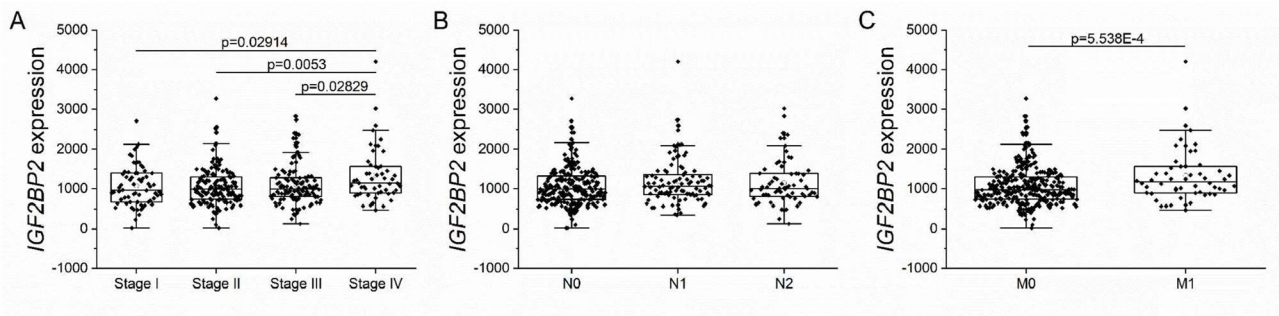 A
IGF2BP2 expression
5000
4000
3000
2000
1000
0
-1000
p=0.02914
p=0.0053
p=0.02829
Stage I Stage II Stage III Stage IV
B
IGF2BP2 expression
5000
4000
3000
2000
1000
0
-1000
N0 N1 N2
C
IGF2BP2 expression
5000
4000
3000
2000
1000
0
-1000
p=5.538E-4
M0 M1